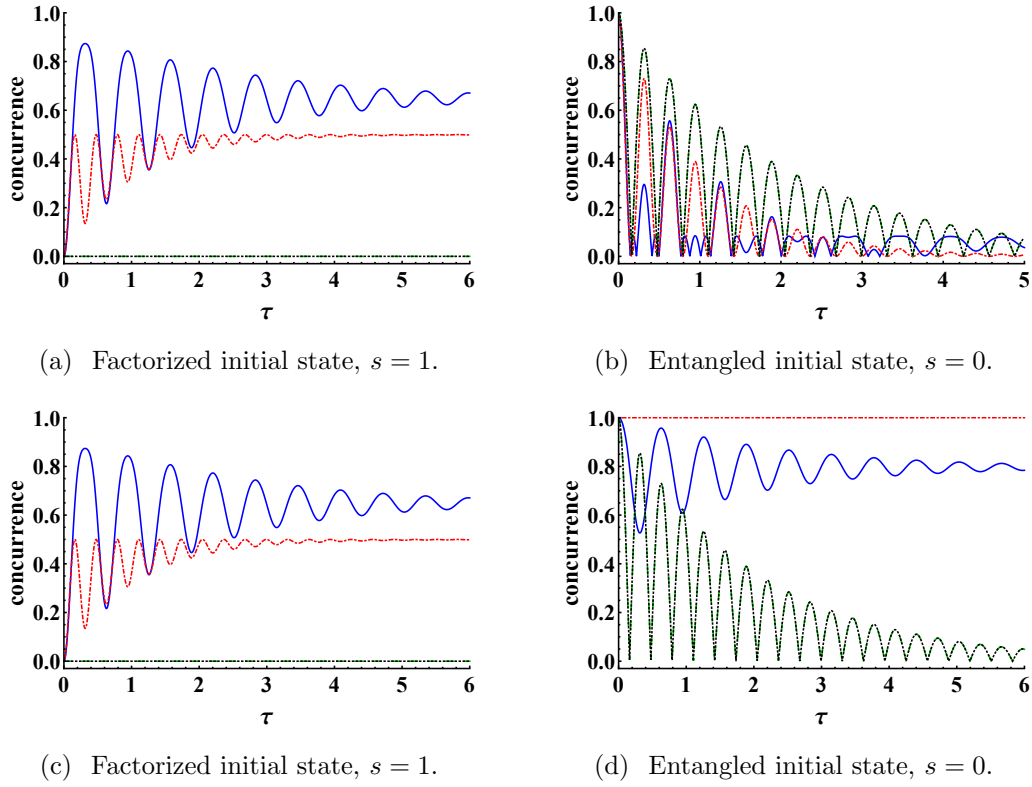 1.0
0.8
0.6
0.4
0.2
0.0
concurrence
0 1 2 3 4 5 6
τ
(a) Factorized initial state, s = 1.
1.0
0.8
0.6
0.4
0.2
0.0
concurrence
0 1 2 3 4 5
τ
(b) Entangled initial state, s = 0.
1.0
0.8
0.6
0.4
0.2
0.0
concurrence
0 1 2 3 4 5 6
τ
(c) Factorized initial state, s = 1.
1.0
0.8
0.6
0.4
0.2
0.0
concurrence
0 1 2 3 4 5 6
τ
(d) Entangled initial state, s = 0.